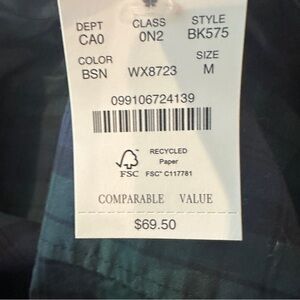 DEPT CLASS STYLE
CA0 0N2 BK575
COLOR SIZE
BSN WX8723 M
099106724139
RECYCLED
Paper
FSC FSC® C117781
COMPARABLE VALUE
$69.50